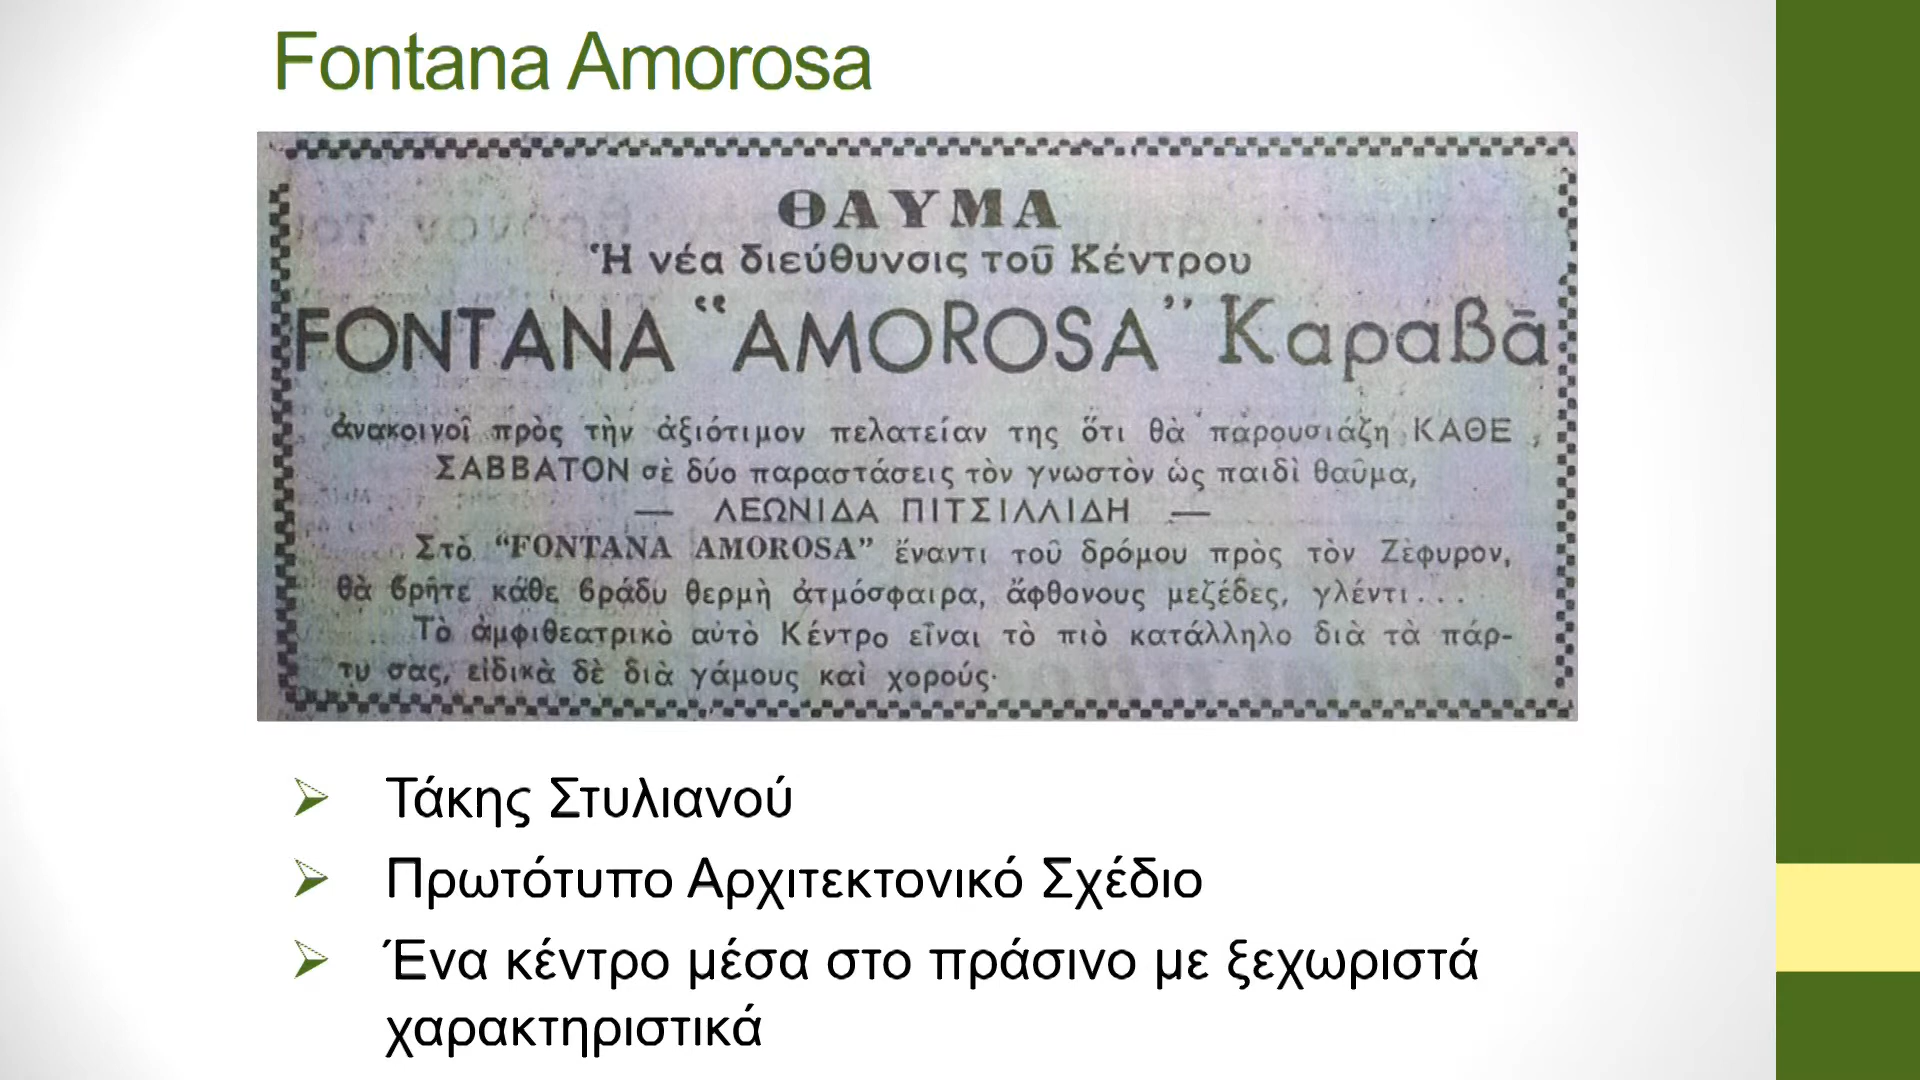 Fontana Amorosa
ΘΑΥΜΑ
Ἡ νέα διεύθυνσις τοῦ Κέντρου
FONTANA “AMOROSA” Καραβᾶ
ἀνακοινοῖ πρὸς τὴν ἀξιότιμον πελατείαν της ὅτι θὰ παρουσιάζη ΚΑΘΕ
ΣΑΒΒΑΤΟΝ σὲ δύο παραστάσεις τὸν γνωστὸν ὡς παιδὶ θαῦμα,
— ΛΕΩΝΙΔΑ ΠΙΤΣΙΛΛΙΔΗ —
Στὸ “FONTANA AMOROSA” ἔναντι τοῦ δρόμου πρὸς τὸν Ζέφυρον,
θὰ βρῆτε κάθε βράδυ θερμὴ ἀτμόσφαιρα, ἄφθονους μεζέδες, γλέντι...
Τὸ ἀμφιθεατρικὸ αὐτὸ Κέντρο εἶναι τὸ πιὸ κατάλληλο διὰ τὰ πάρ-
τυ σας, εἰδικὰ δὲ διὰ γάμους καὶ χορούς·
Τάκης Στυλιανού
Πρωτότυπο Αρχιτεκτονικό Σχέδιο
Ένα κέντρο μέσα στο πράσινο με ξεχωριστά
χαρακτηριστικά